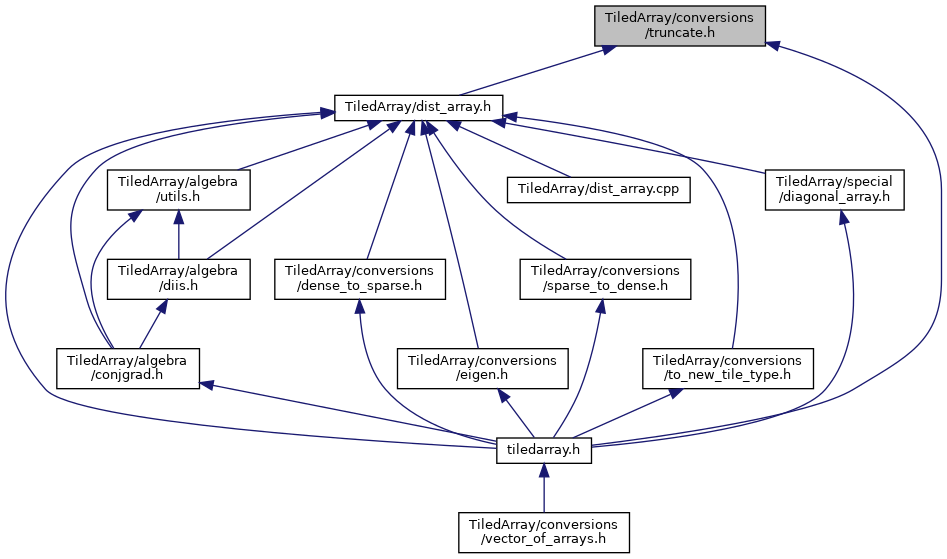 TiledArray/conversions
/truncate.h
TiledArray/dist_array.h
TiledArray/algebra
/utils.h
TiledArray/dist_array.cpp
TiledArray/special
/diagonal_array.h
TiledArray/algebra
/diis.h
TiledArray/conversions
/dense_to_sparse.h
TiledArray/conversions
/sparse_to_dense.h
TiledArray/algebra
/conjgrad.h
TiledArray/conversions
/eigen.h
TiledArray/conversions
/to_new_tile_type.h
tiledarray.h
TiledArray/conversions
/vector_of_arrays.h